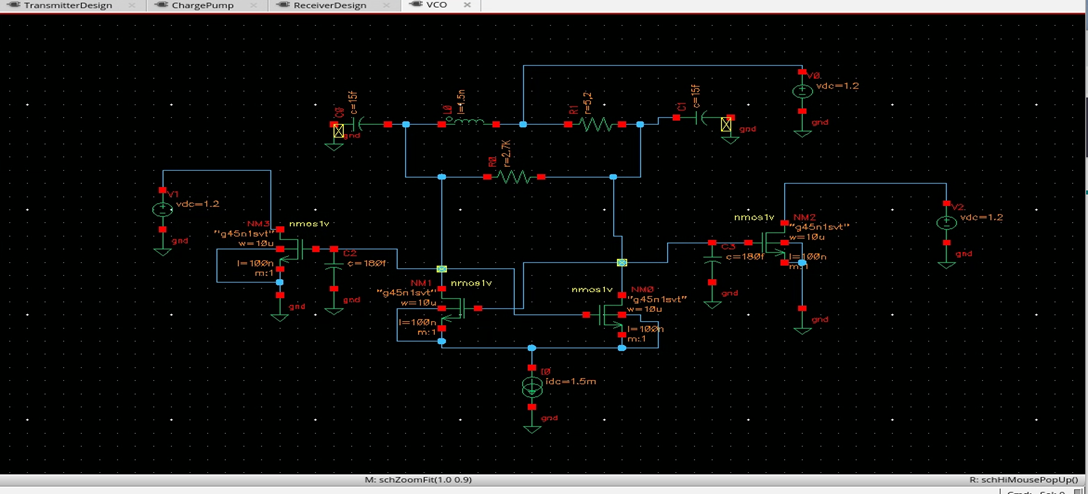 TransmitterDesign
ChargePump
ReceiverDesign
VCO
V0
vdc=1.2
gnd
C0
c=15f
gnd
L0
l=1.5n
R1
r=5.2
C1
c=15f
gnd
R0
r=2.7K
V1
vdc=1.2
gnd
NM3
nmos1v
"g45n1svt"
w=10u
l=100n
m:1
gnd
C2
c=180f
gnd
NM1
nmos1v
"g45n1svt"
w=10u
l=100n
m:1
nmos1v
NM0
"g45n1svt"
w=10u
l=100n
m:1
C3
c=180f
gnd
nmos1v
NM2
"g45n1svt"
w=10u
l=100n
m:1
gnd
V2
vdc=1.2
gnd
I0
idc=1.5m
gnd
M: schZoomFit(1.0 0.9)
R: schHiMousePopUp()